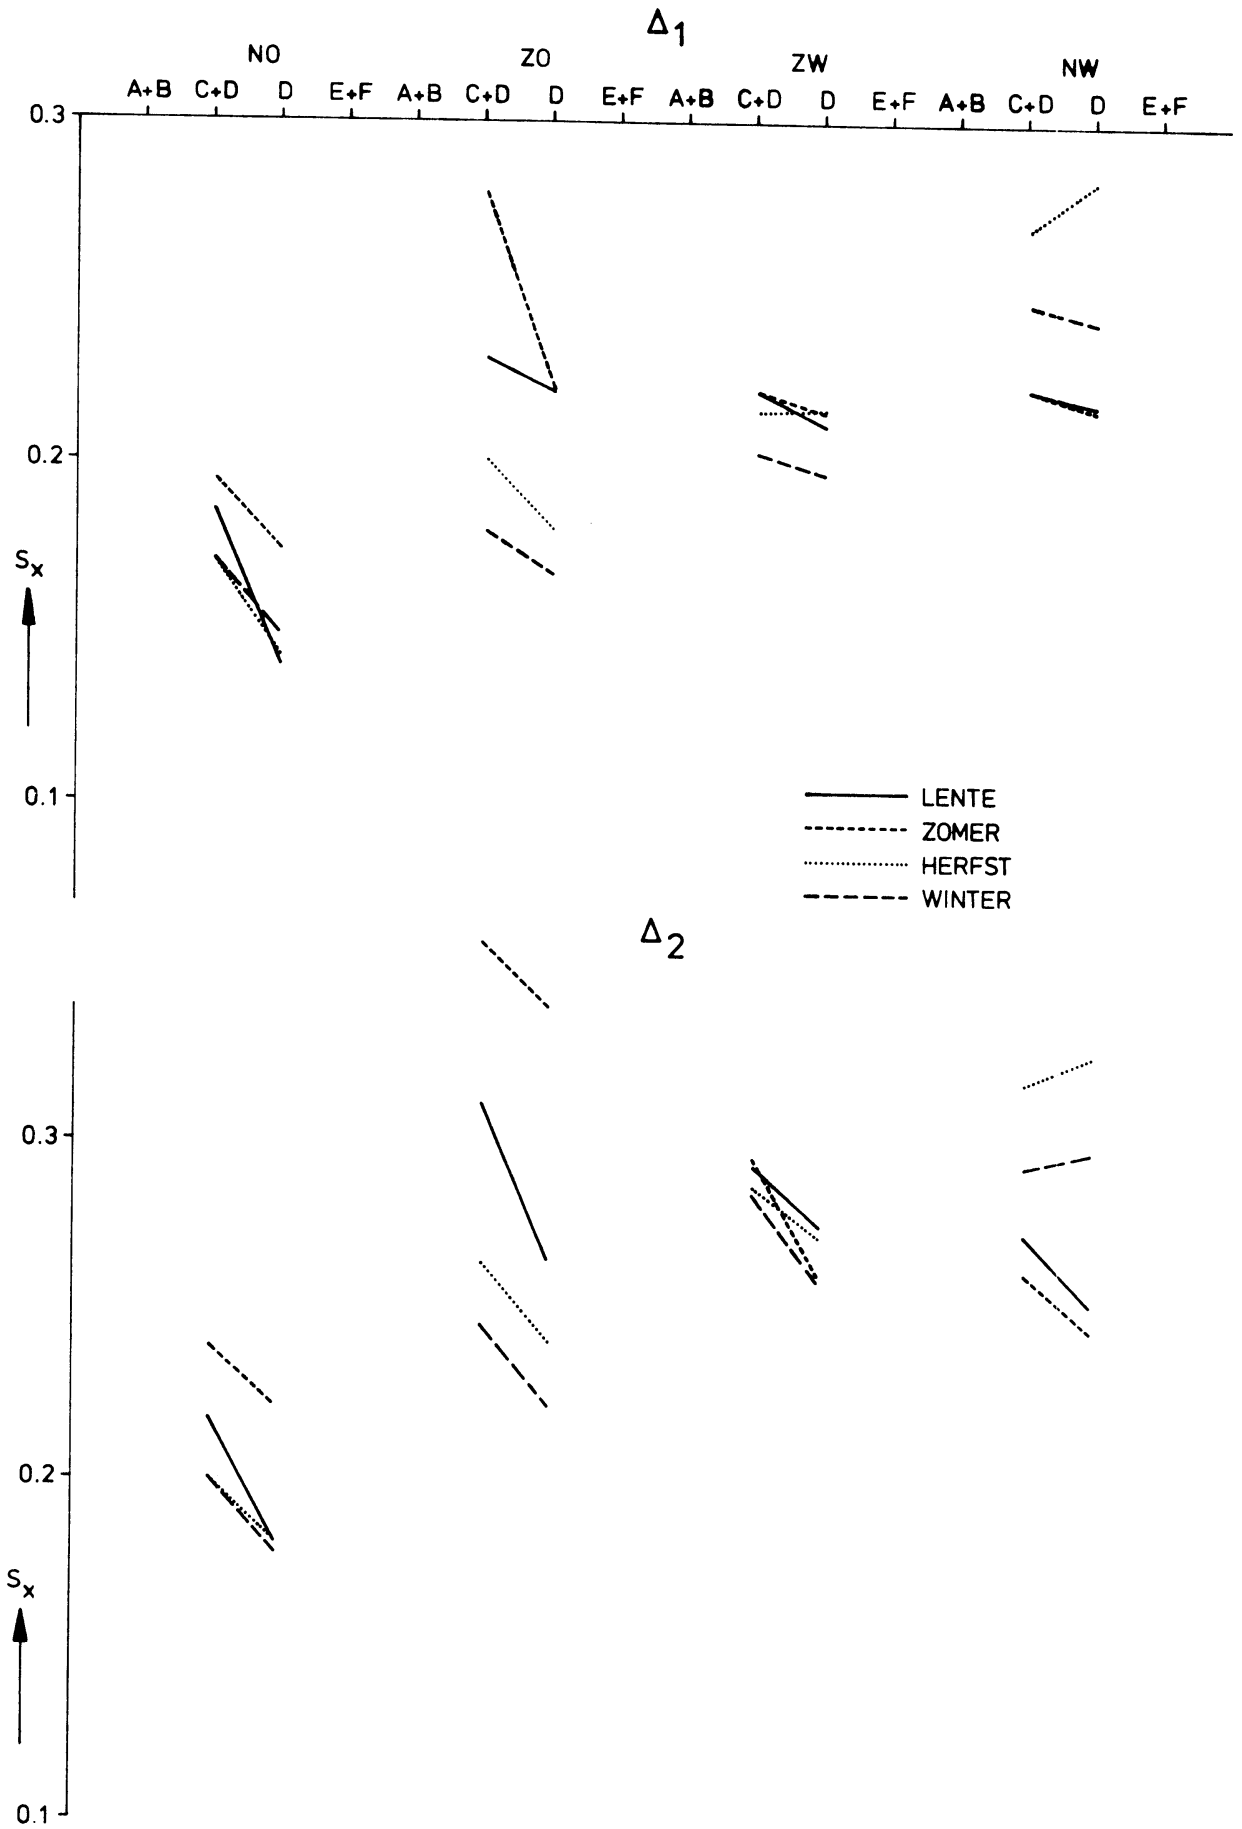 Δ1
NO ZO ZW NW
A+B C+D D E+F A+B C+D D E+F A+B C+D D E+F A+B C+D D E+F
0.3
0.2
Sx
0.1
LENTE
ZOMER
HERFST
WINTER
Δ2
0.3
0.2
Sx
0.1